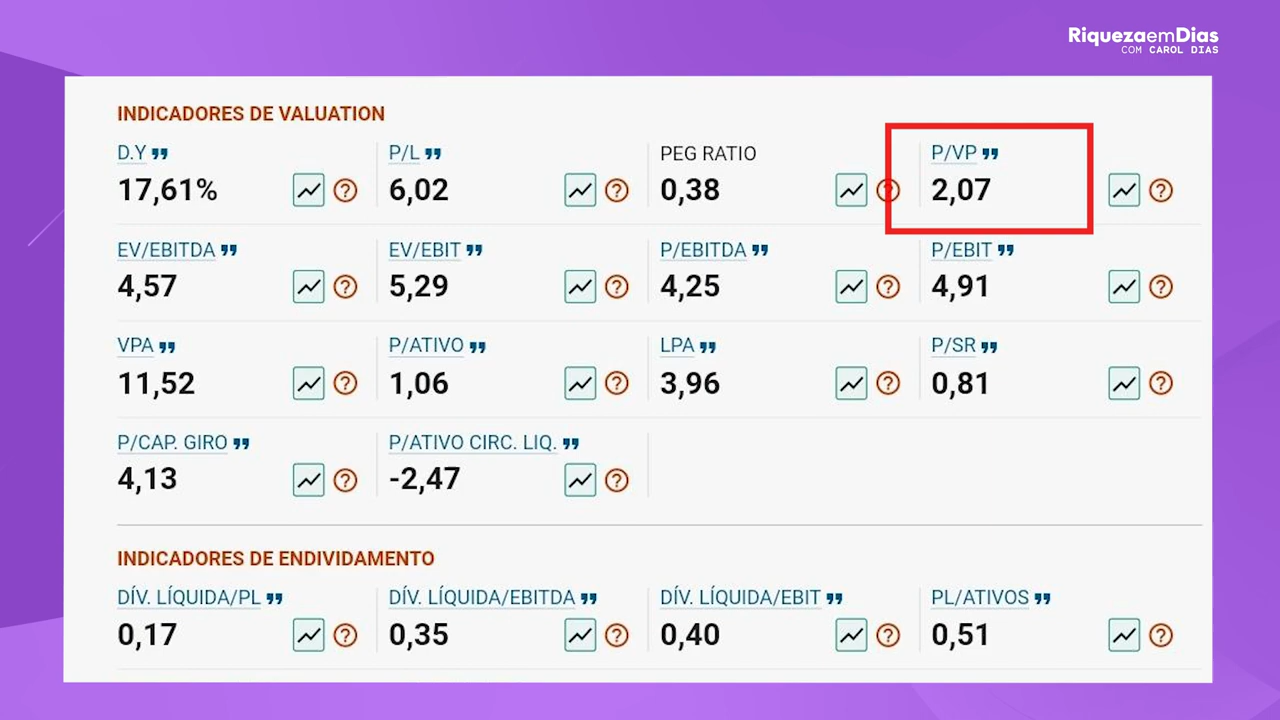 RiquezaemDias
COM CAROL DIAS
INDICADORES DE VALUATION
D.Y P/L PEG RATIO P/VP
17,61% 6,02 0,38 2,07
EV/EBITDA EV/EBIT P/EBITDA P/EBIT
4,57 5,29 4,25 4,91
VPA P/ATIVO LPA P/SR
11,52 1,06 3,96 0,81
P/CAP. GIRO P/ATIVO CIRC. LIQ.
4,13 -2,47
INDICADORES DE ENDIVIDAMENTO
DÍV. LÍQUIDA/PL DÍV. LÍQUIDA/EBITDA DÍV. LÍQUIDA/EBIT PL/ATIVOS
0,17 0,35 0,40 0,51